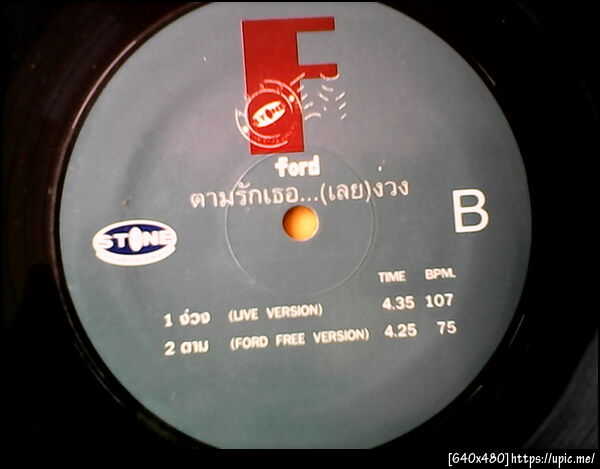 F
STONE
ford
ตามรักเธอ...(เลย)ง่วง
B
STONE
TIME BPM.
1 ง่วง (LIVE VERSION) 4.35 107
2 ตาม (FORD FREE VERSION) 4.25 75
[640x480]https://upic.me/